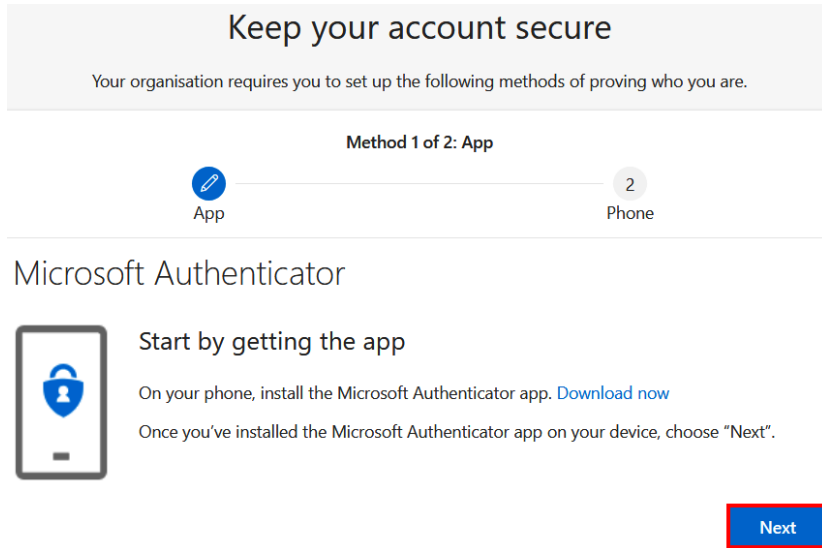 Keep your account secure
Your organisation requires you to set up the following methods of proving who you are.
Method 1 of 2: App
2
App
Phone
Microsoft Authenticator
Start by getting the app
On your phone, install the Microsoft Authenticator app. Download now
Once you’ve installed the Microsoft Authenticator app on your device, choose “Next”.
Next